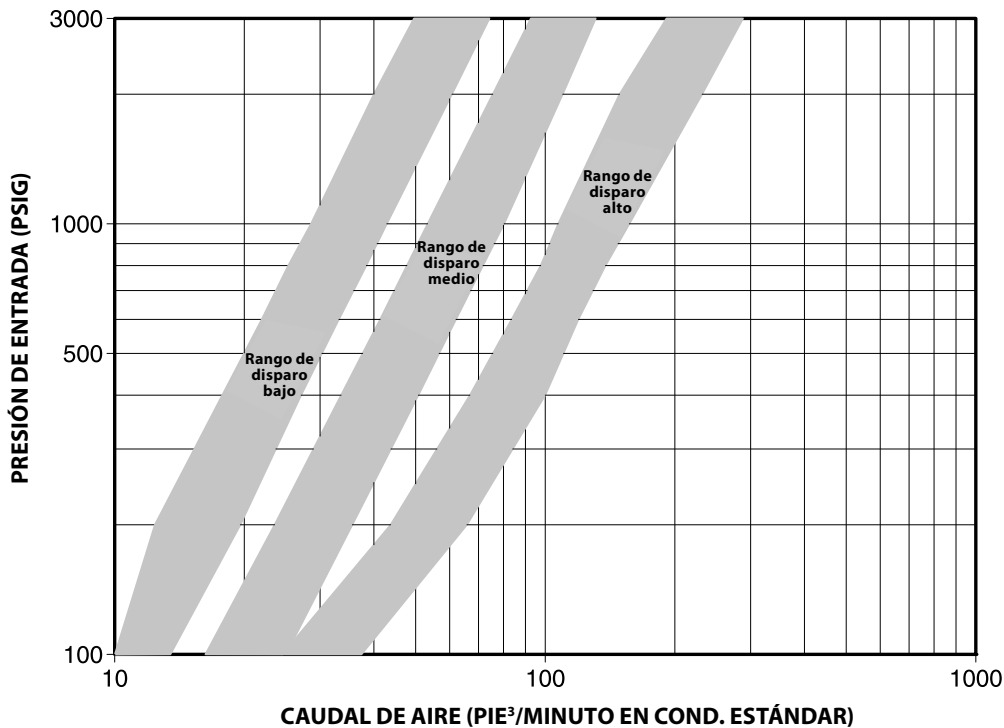 3000
Rango de
disparo
alto
1000
Rango de
disparo
medio
500
Rango de
disparo
bajo
100
10
100
1000
PRESIÓN DE ENTRADA (PSIG)
CAUDAL DE AIRE (PIE³/MINUTO EN COND. ESTÁNDAR)